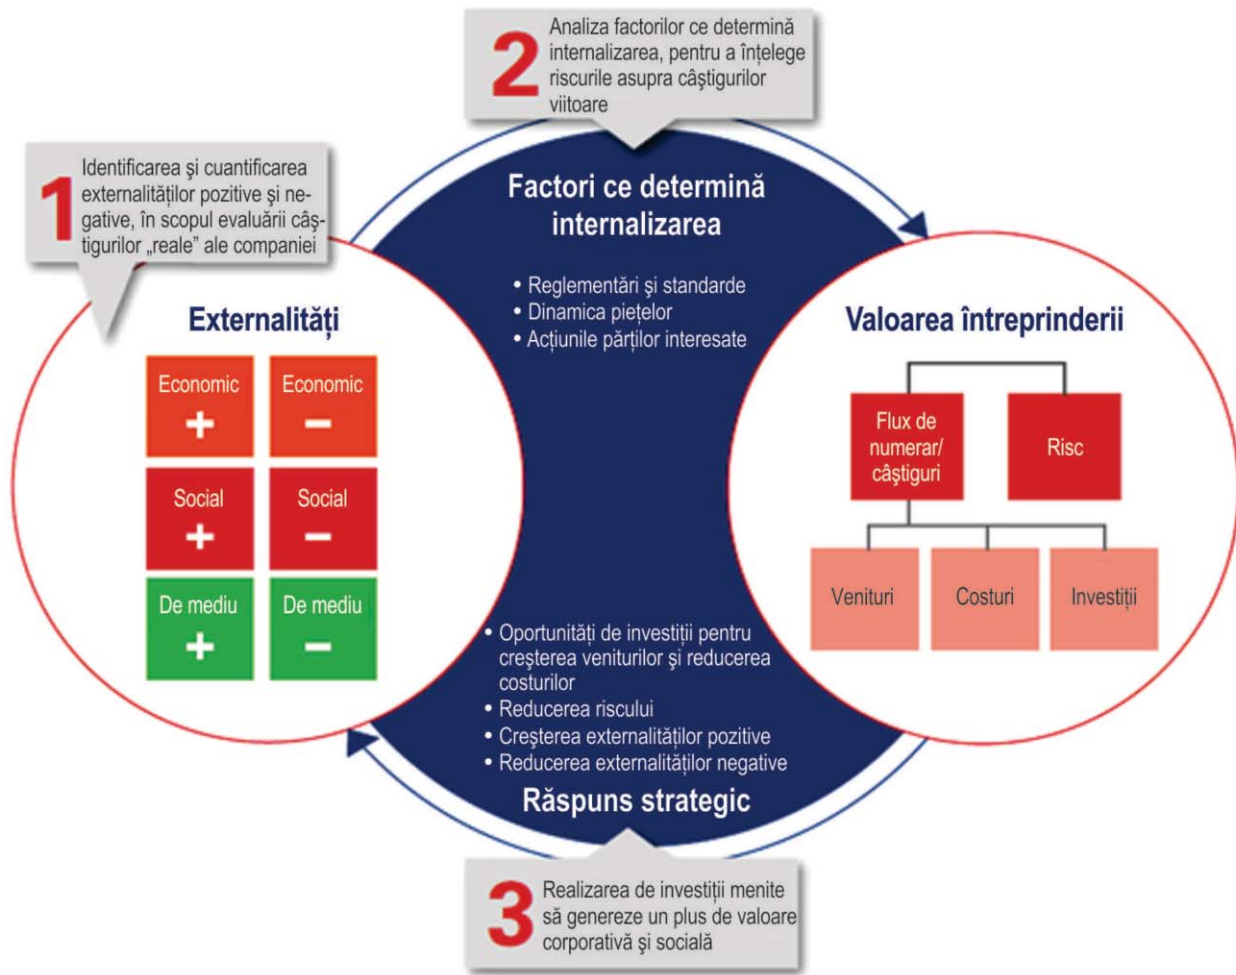 2
Analiza factorilor ce determină
internalizarea, pentru a înțelege
riscurile asupra câștigurilor
viitoare
1
Identificarea și cuantificarea
externalităților pozitive și ne-
gative, în scopul evaluării câș-
tigurilor „reale” ale companiei
Factori ce determină
internalizarea
• Reglementări și standarde
• Dinamica piețelor
• Acțiunile părților interesate
Externalități
Economic
+
Economic
–
Social
+
Social
–
De mediu
+
De mediu
–
Valoarea întreprinderii
Flux de
numerar/
câștiguri
Risc
Venituri
Costuri
Investiții
• Oportunități de investiții pentru
creșterea veniturilor și reducerea
costurilor
• Reducerea riscului
• Creșterea externalităților pozitive
• Reducerea externalităților negative
Răspuns strategic
3
Realizarea de investiții menite
să genereze un plus de valoare
corporativă și socială